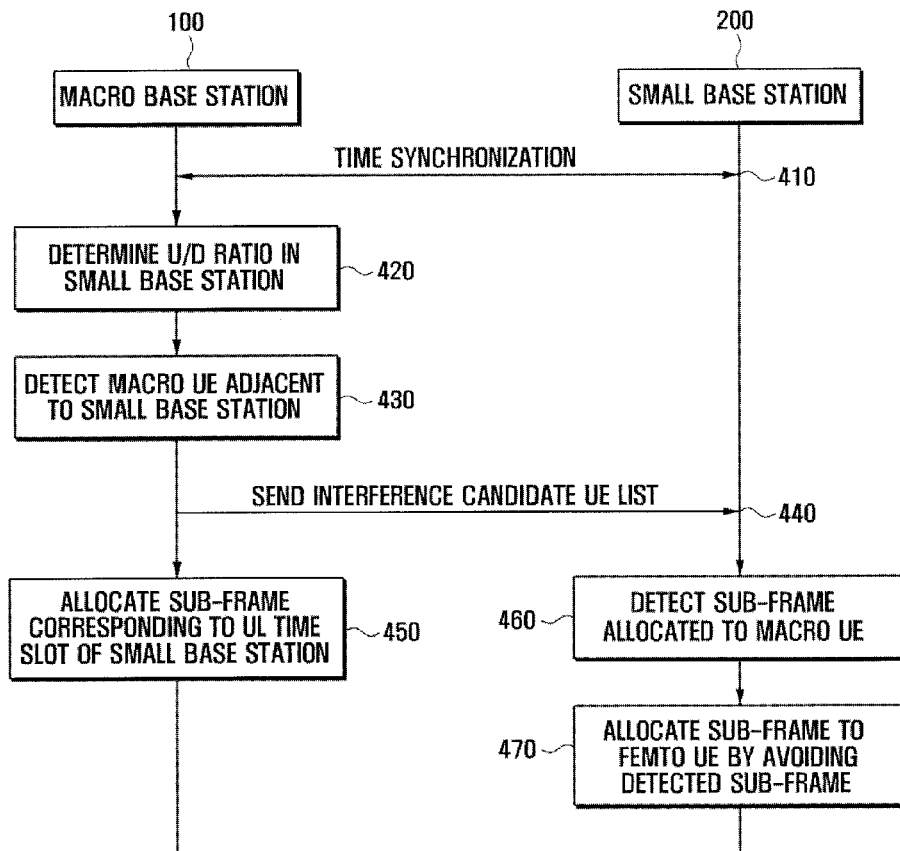 100
200
MACRO BASE STATION
SMALL BASE STATION
TIME SYNCHRONIZATION
410
DETERMINE U/D RATIO IN
SMALL BASE STATION
420
DETECT MACRO UE ADJACENT
TO SMALL BASE STATION
430
SEND INTERFERENCE CANDIDATE UE LIST
440
ALLOCATE SUB-FRAME
CORRESPONDING TO UL TIME
SLOT OF SMALL BASE STATION
450
460
DETECT SUB-FRAME
ALLOCATED TO MACRO UE
470
ALLOCATE SUB-FRAME TO
FEMTO UE BY AVOIDING
DETECTED SUB-FRAME